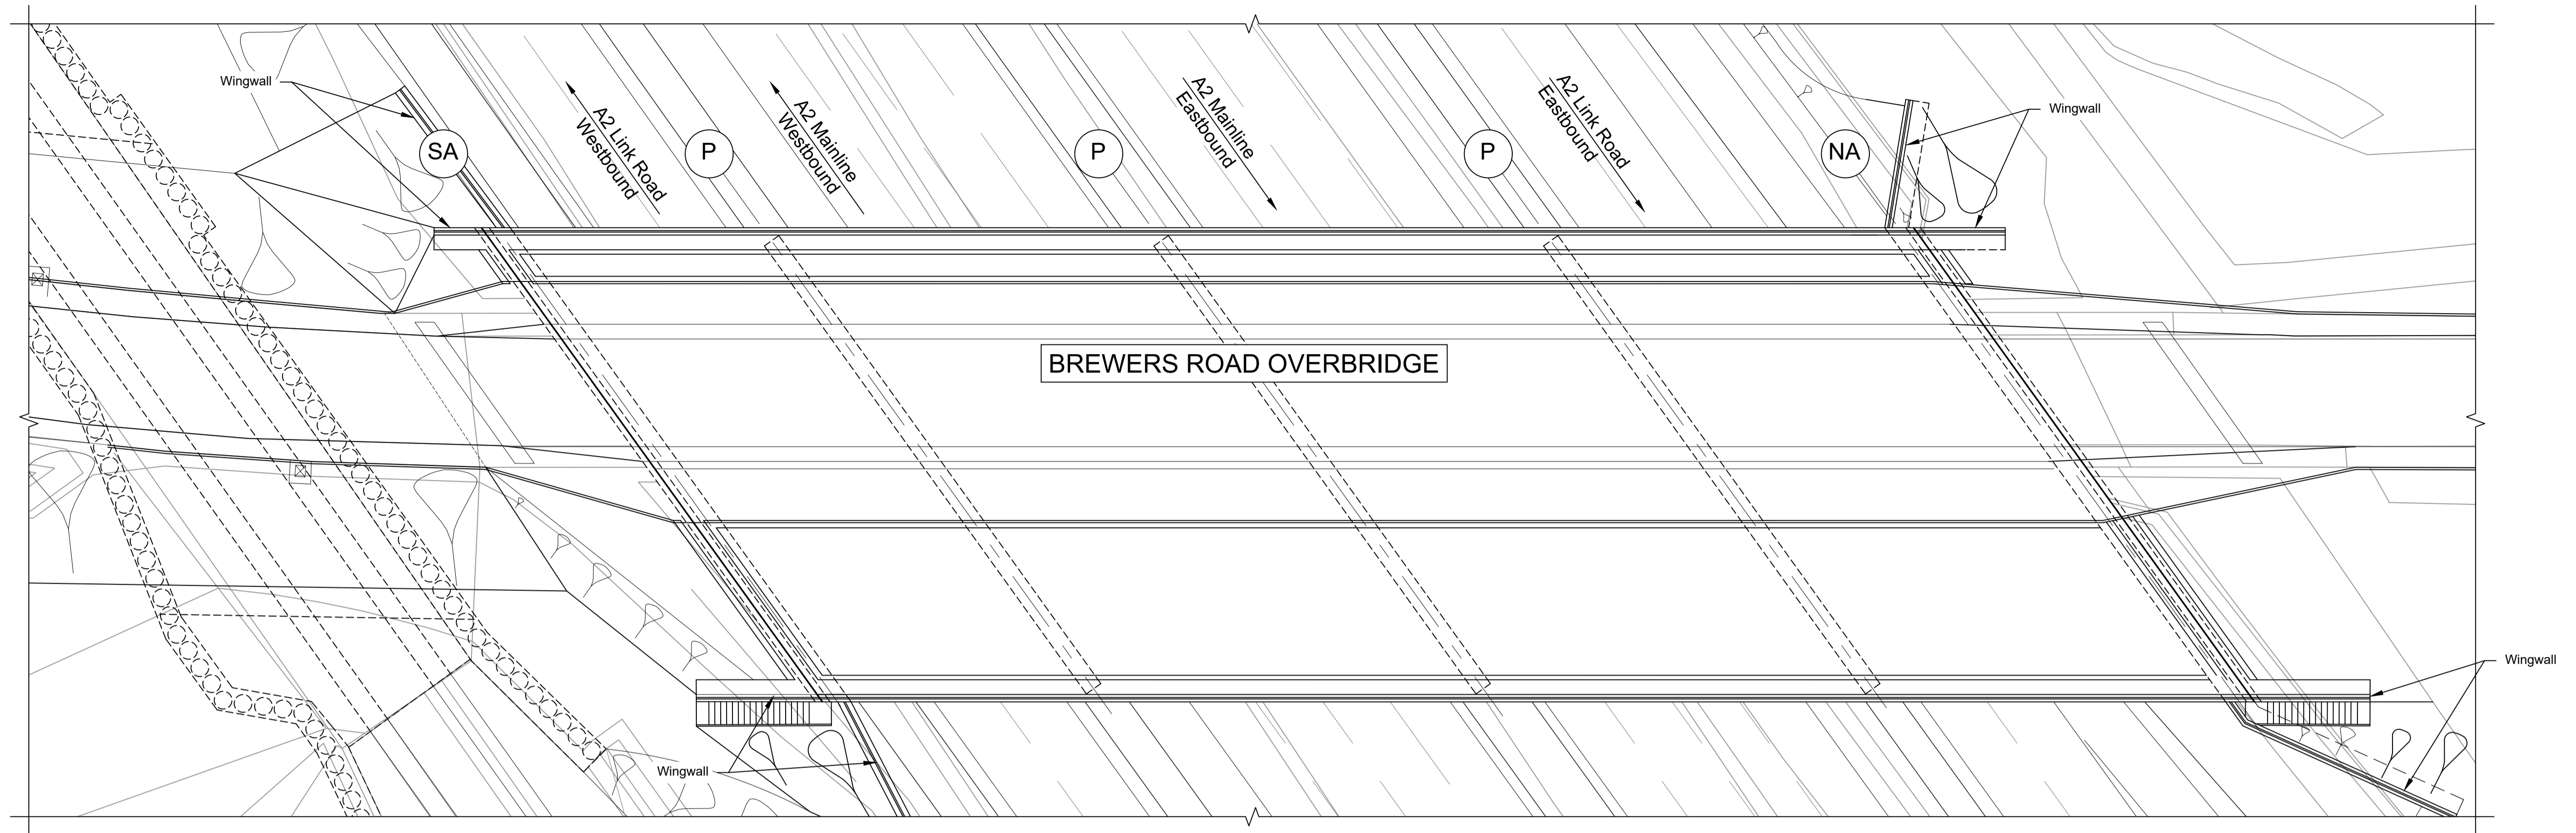 Wingwall
SA
A2 Link Road
Westbound
P
A2 Mainline
Westbound
P
A2 Mainline
Eastbound
P
A2 Link Road
Eastbound
NA
Wingwall
BREWERS ROAD OVERBRIDGE
Wingwall
Wingwall